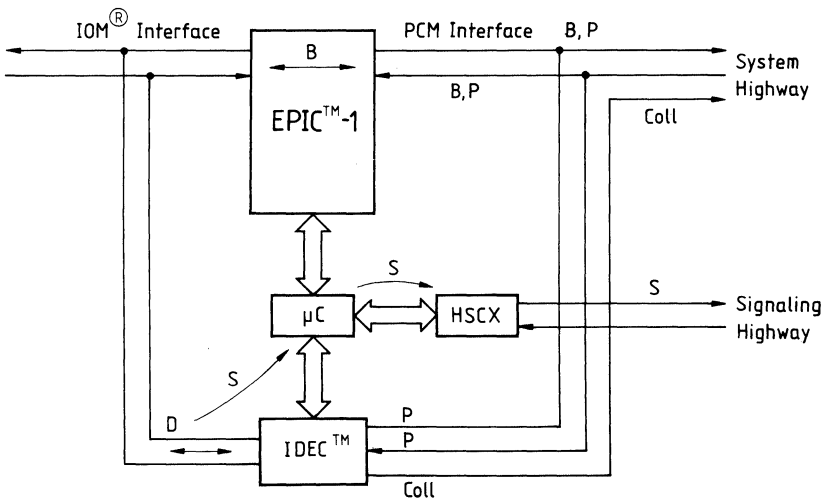 IOM® Interface
PCM Interface
B, P
B
B,P
System
Highway
EPIC™-1
Coll
S
µC
HSCX
S
Signaling
Highway
S
D
IDEC™
P
P
Coll